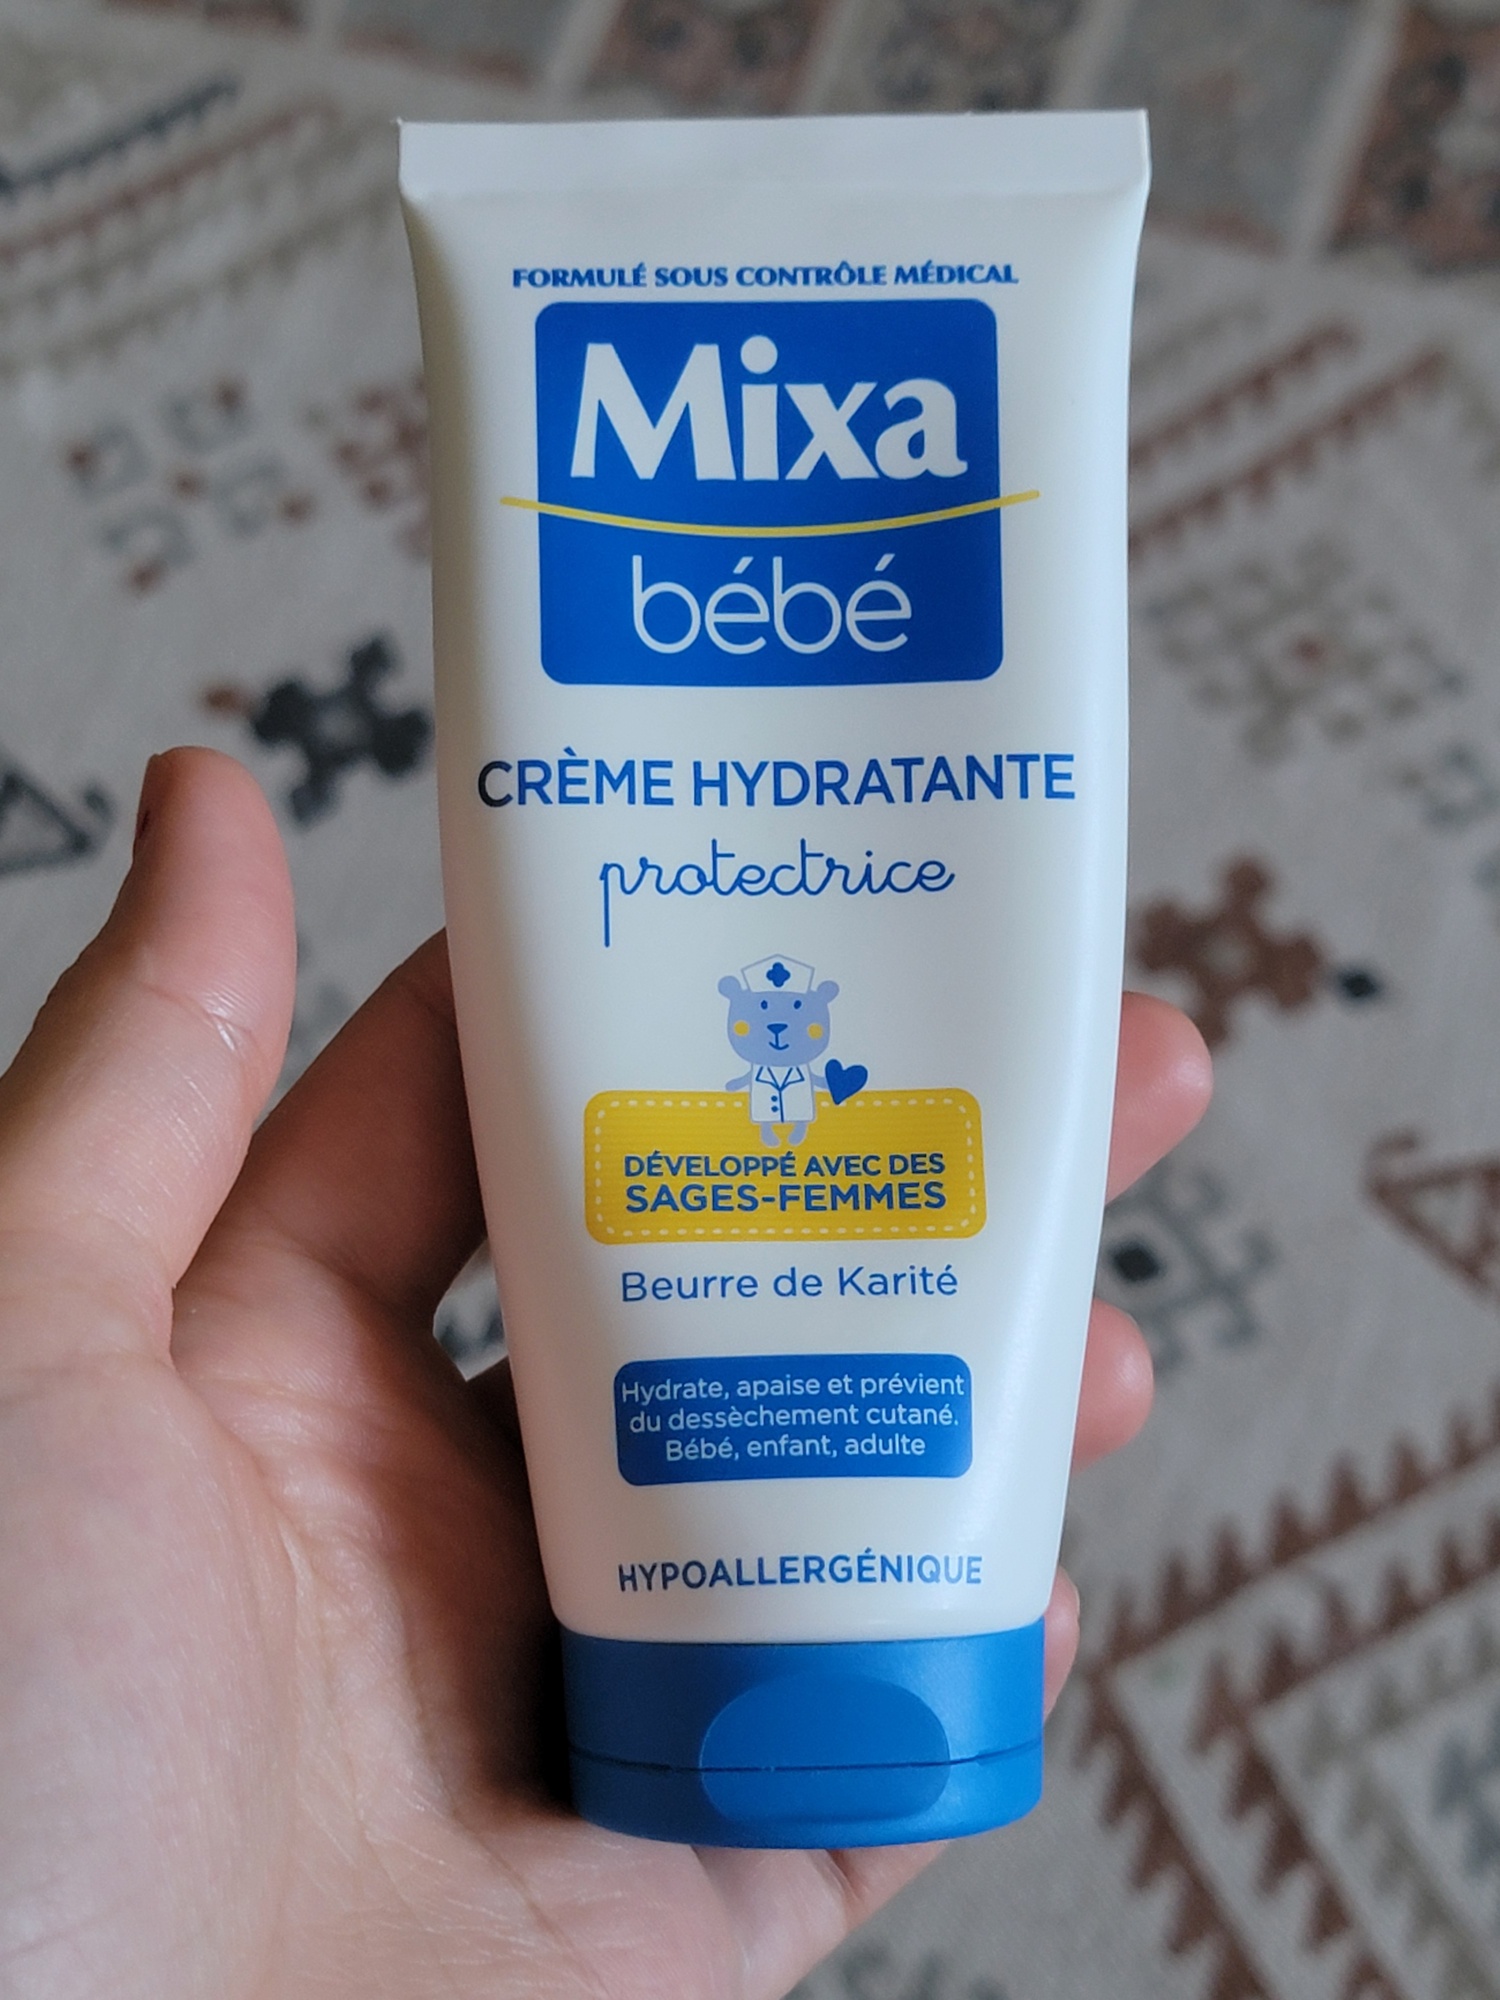 FORMULÉ SOUS CONTRÔLE MÉDICAL
Mixa
bébé
CRÈME HYDRATANTE
protectrice
DÉVELOPPÉ AVEC DES
SAGES-FEMMES
Beurre de Karité
Hydrate, apaise et prévient
du dessèchement cutané.
Bébé, enfant, adulte
HYPOALLERGÉNIQUE